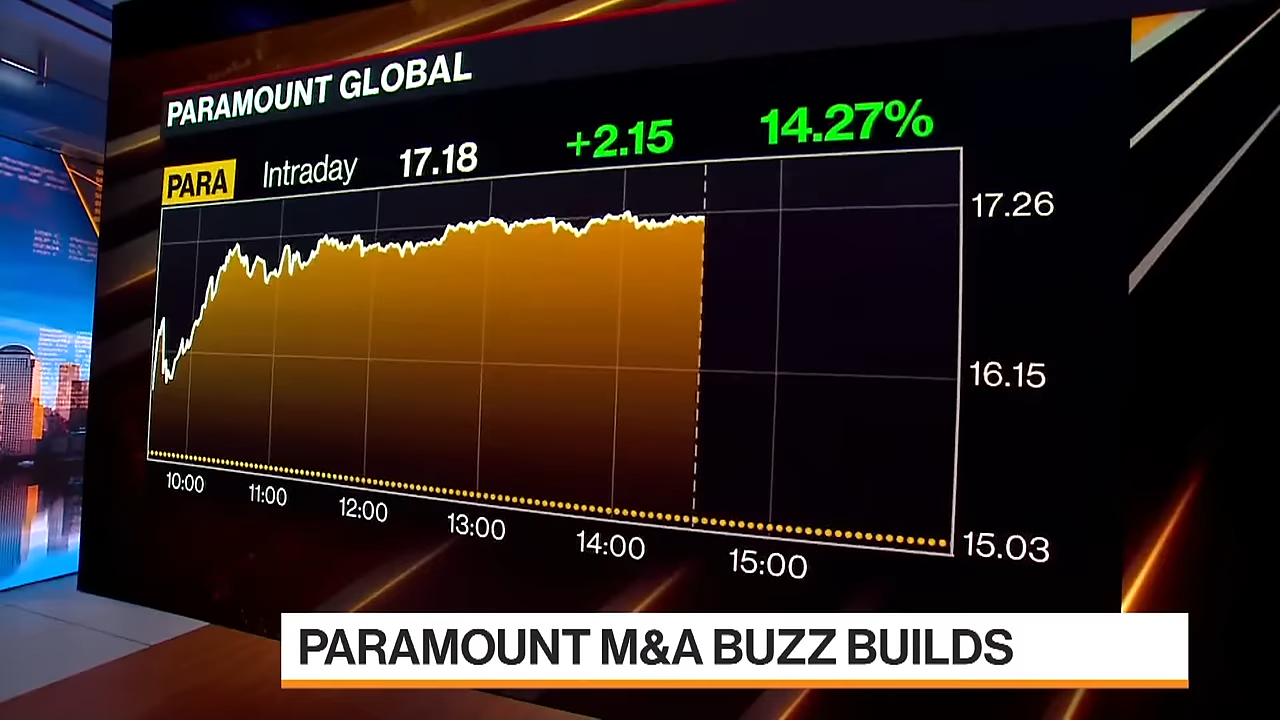 PARAMOUNT GLOBAL
PARA Intraday 17.18 +2.15 14.27%
17.26
16.15
15.03
10:00 11:00 12:00 13:00 14:00 15:00
PARAMOUNT M&A BUZZ BUILDS